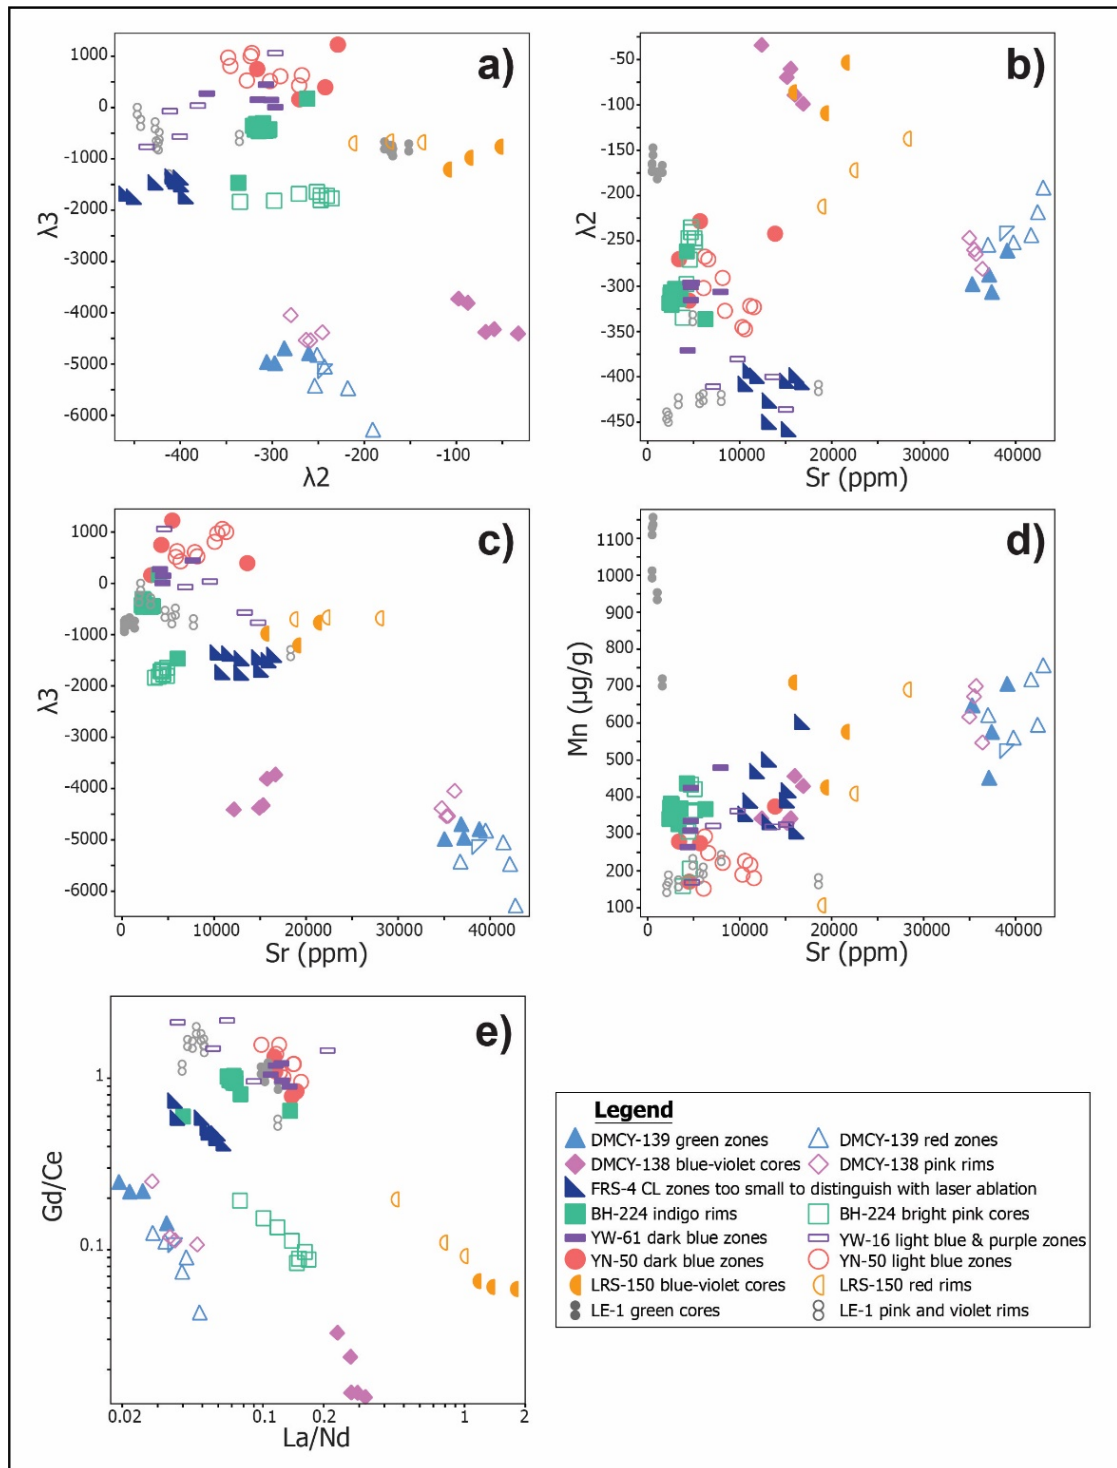 a)
1000
0
-1000
-2000
-4000
-5000
-6000
λ3
-400
-300
-200
-100
λ2
b)
-50
-100
-150
-200
-250
-300
-350
-400
-450
λ2
0
10000
20000
30000
40000
Sr (ppm)
c)
1000
0
-1000
-2000
-4000
-5000
-6000
λ3
0
10000
20000
30000
40000
Sr (ppm)
d)
1100
1000
900
800
700
600
500
400
300
200
100
Mn (µg/g)
0
10000
20000
30000
40000
Sr (ppm)
e)
1
0.1
Gd/Ce
0.02
0.1
0.2
1
2
La/Nd
Legend
DMCY-139 green zones
DMCY-139 red zones
DMCY-138 blue-violet cores
DMCY-138 pink rims
FRS-4 CL zones too small to distinguish with laser ablation
BH-224 indigo rims
BH-224 bright pink cores
YW-61 dark blue zones
YW-16 light blue & purple zones
YN-50 dark blue zones
YN-50 light blue zones
LRS-150 blue-violet cores
LRS-150 red rims
LE-1 green cores
LE-1 pink and violet rims